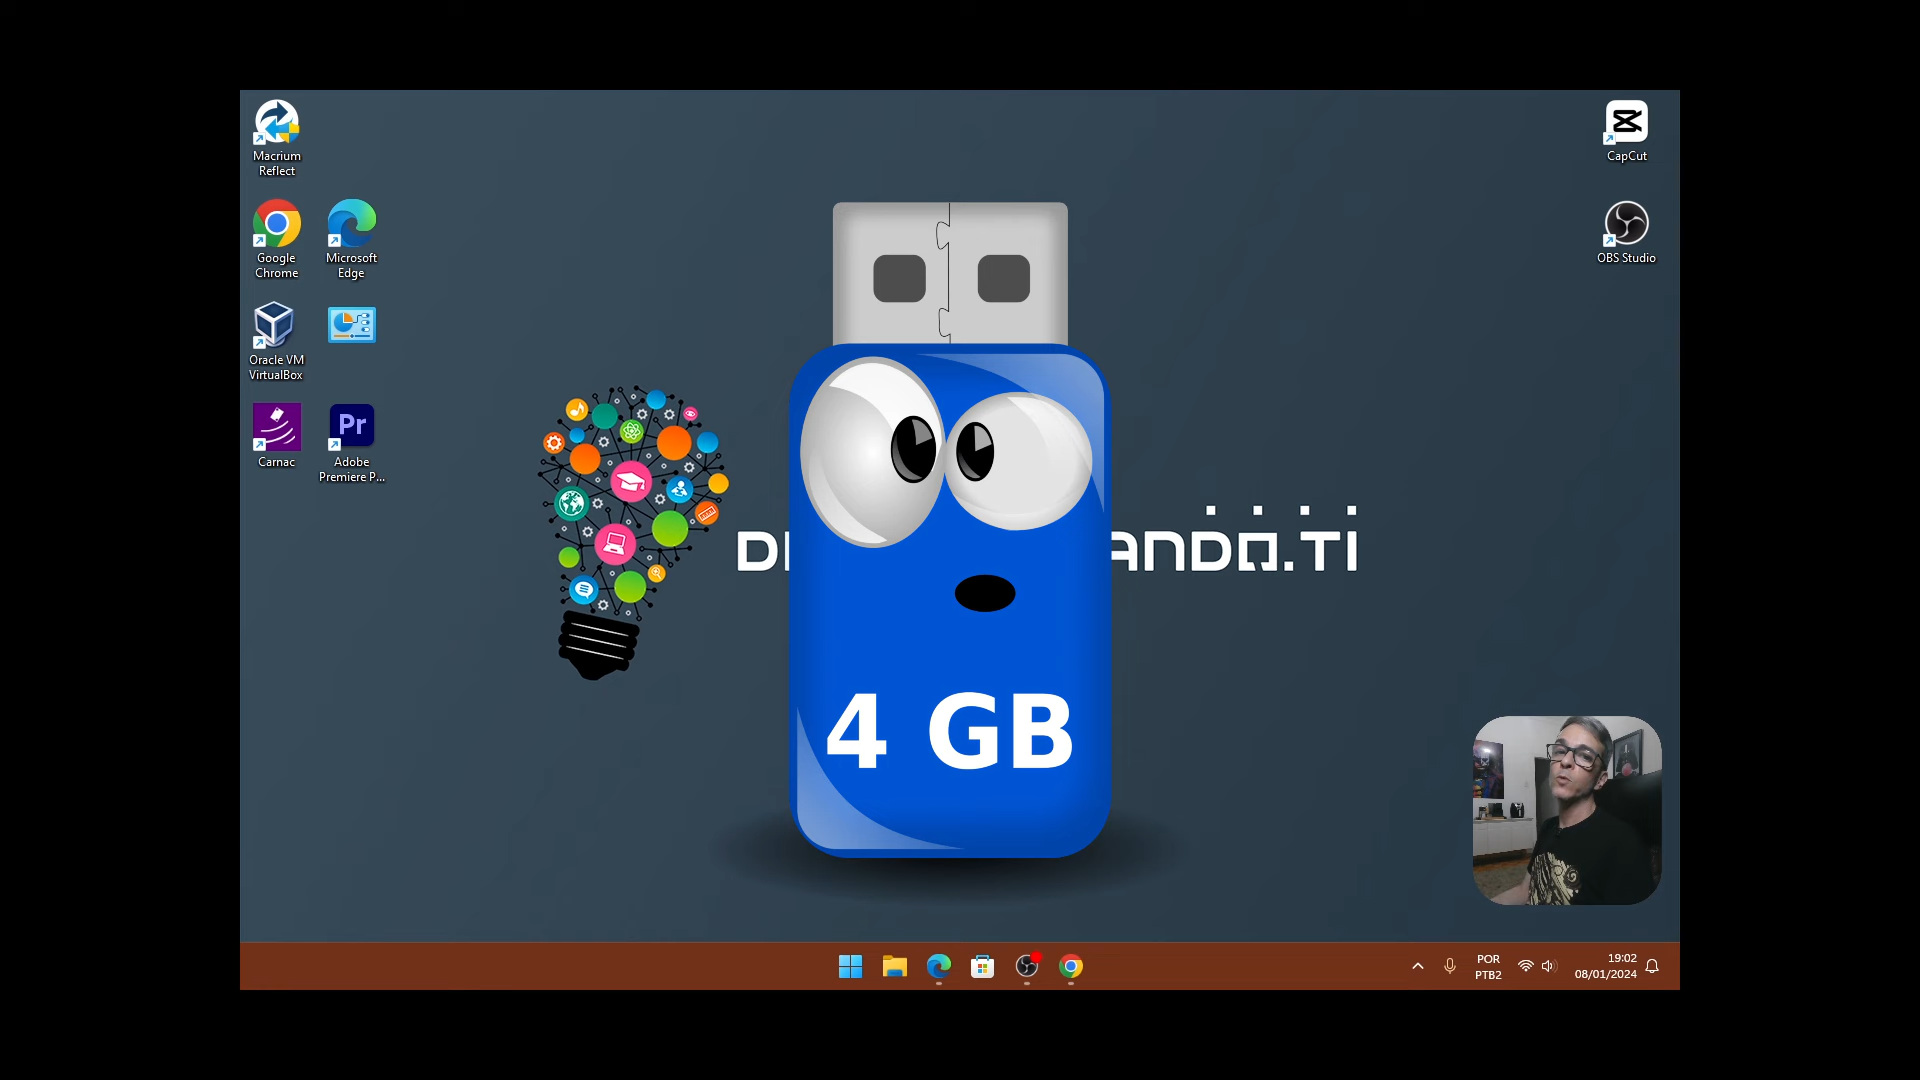 Macrium
Reflect
Google
Chrome
Microsoft
Edge
Oracle VM
VirtualBox
Carnac
Pr
Adobe
Premiere P...
CapCut
OBS Studio
ANDO.TI
4 GB
POR
PTB2
19:02
08/01/2024